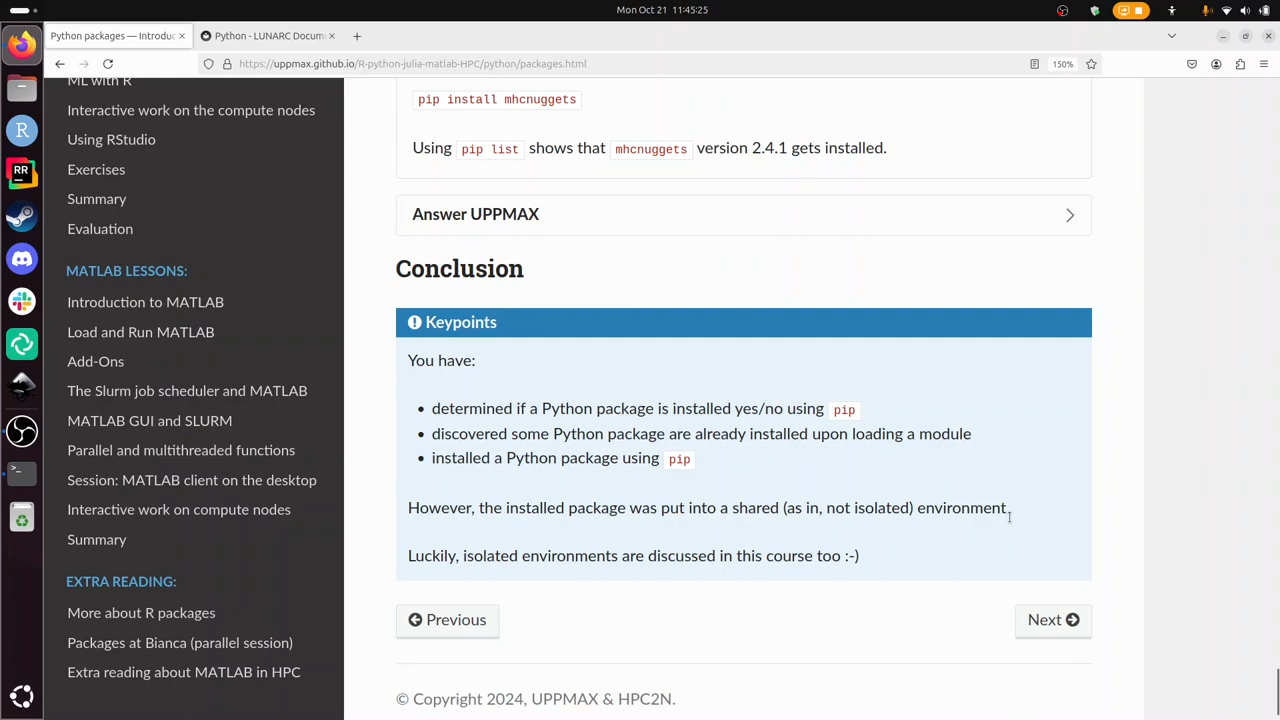 Mon Oct 21 11:45:25
Python packages — Introduc
Python - LUNARC Docum
https://uppmax.github.io/R-python-julia-matlab-HPC/python/packages.html
150%
ML with R
Interactive work on the compute nodes
Using RStudio
Exercises
Summary
Evaluation
MATLAB LESSONS:
Introduction to MATLAB
Load and Run MATLAB
Add-Ons
The Slurm job scheduler and MATLAB
MATLAB GUI and SLURM
Parallel and multithreaded functions
Session: MATLAB client on the desktop
Interactive work on compute nodes
Summary
EXTRA READING:
More about R packages
Packages at Bianca (parallel session)
Extra reading about MATLAB in HPC
pip install mhcnuggets
Using pip list shows that mhcnuggets version 2.4.1 gets installed.
Answer UPPMAX
Conclusion
Keypoints
You have:
• determined if a Python package is installed yes/no using pip
• discovered some Python package are already installed upon loading a module
• installed a Python package using pip
However, the installed package was put into a shared (as in, not isolated) environment.
Luckily, isolated environments are discussed in this course too :-)
Previous
Next
© Copyright 2024, UPPMAX & HPC2N.
R
RR